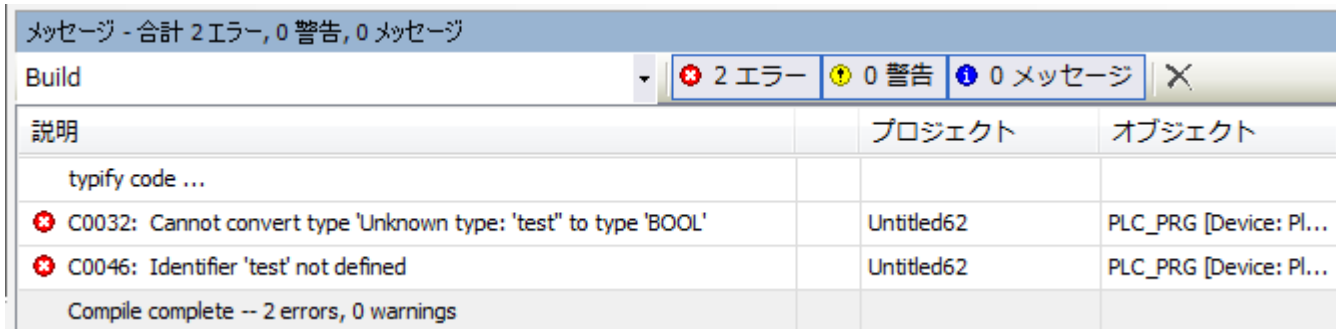 メッセージ - 合計 2 エラー, 0 警告, 0 メッセージ
Build 2 エラー 0 警告 0 メッセージ
説明 プロジェクト オブジェクト
typify code ...
C0032: Cannot convert type 'Unknown type: 'test'' to type 'BOOL' Untitled62 PLC_PRG [Device: Pl...
C0046: Identifier 'test' not defined Untitled62 PLC_PRG [Device: Pl...
Compile complete -- 2 errors, 0 warnings